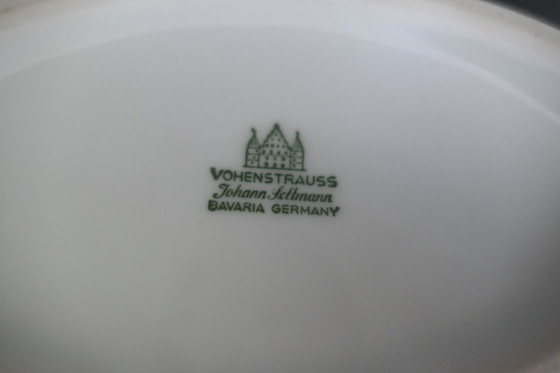 VOHENSTRAUSS
Johann Seltmann
BAVARIA GERMANY